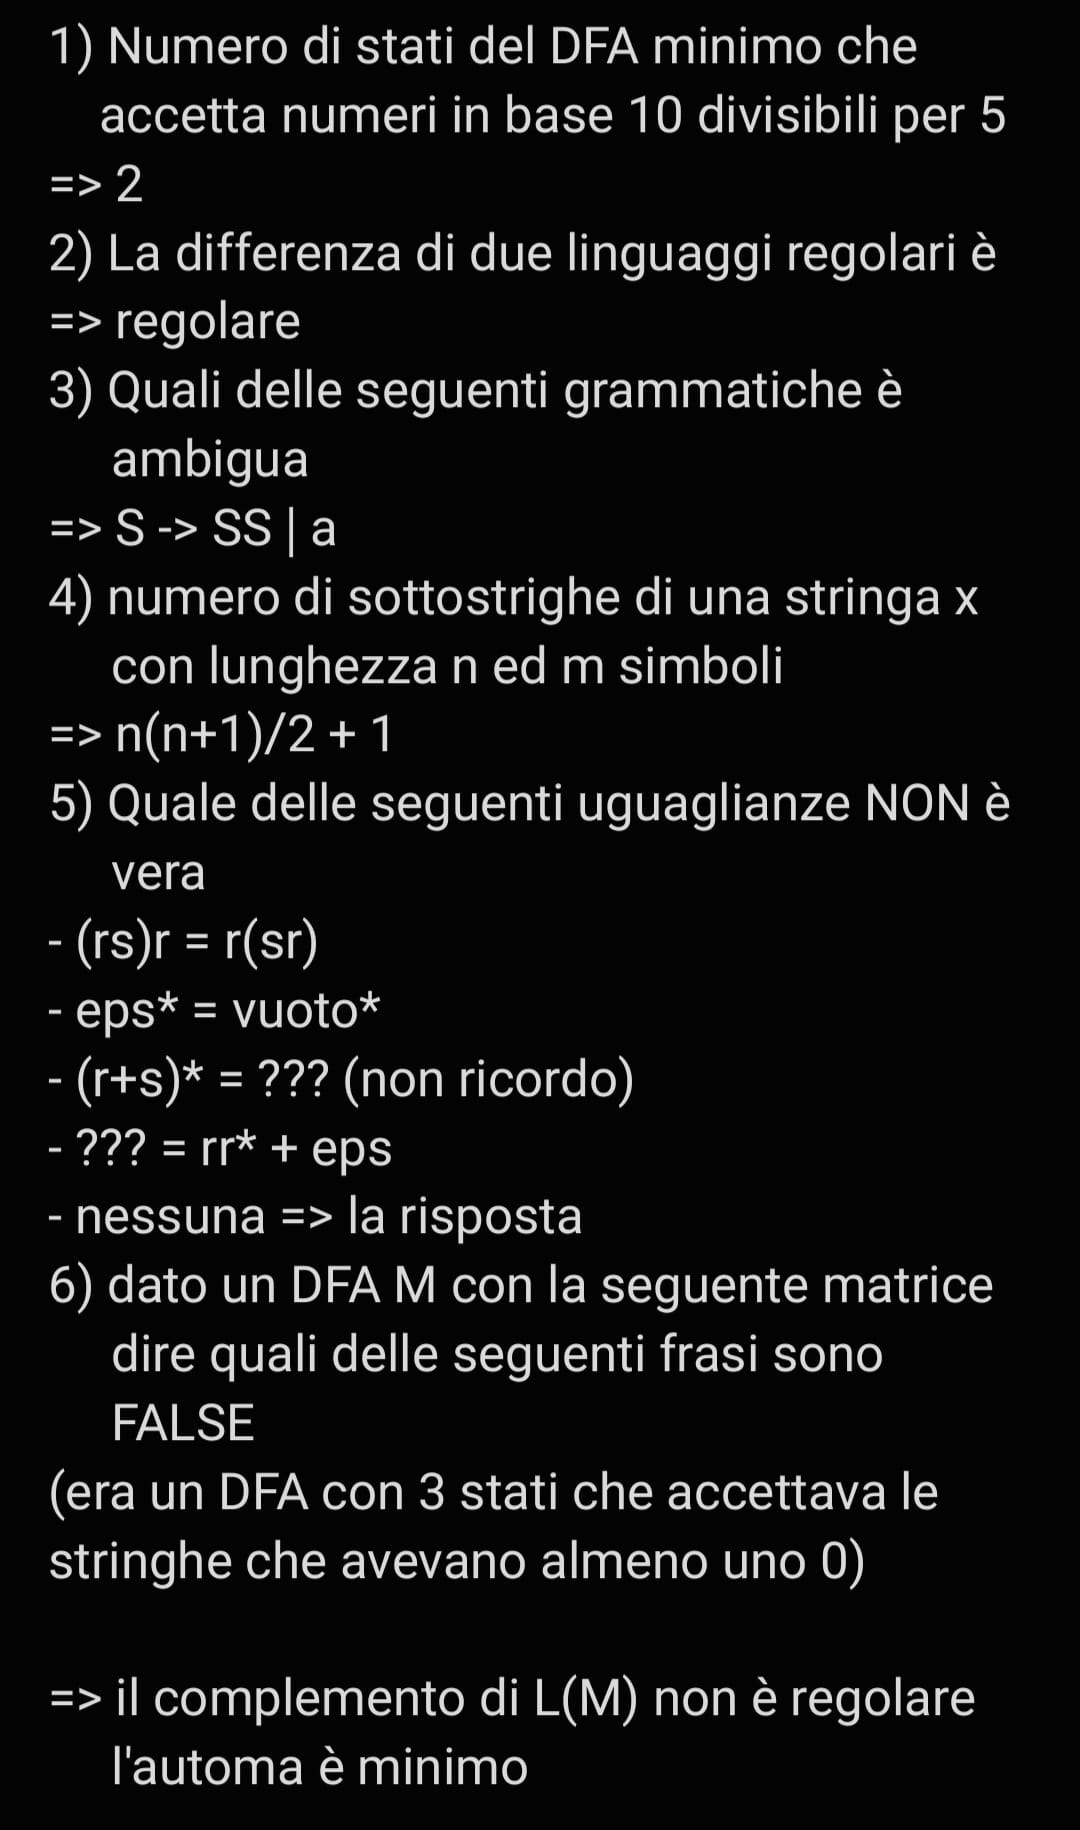 1) Numero di stati del DFA minimo che
accetta numeri in base 10 divisibili per 5
=> 2
2) La differenza di due linguaggi regolari è
=> regolare
3) Quali delle seguenti grammatiche è
ambigua
=> S -> SS | a
4) numero di sottostrighe di una stringa x
con lunghezza n ed m simboli
=> n(n+1)/2 + 1
5) Quale delle seguenti uguaglianze NON è
vera
- (rs)r = r(sr)
- eps* = vuoto*
- (r+s)* = ??? (non ricordo)
- ??? = rr* + eps
- nessuna => la risposta
6) dato un DFA M con la seguente matrice
dire quali delle seguenti frasi sono
FALSE
(era un DFA con 3 stati che accettava le
stringhe che avevano almeno uno 0)
=> il complemento di L(M) non è regolare
l'automa è minimo